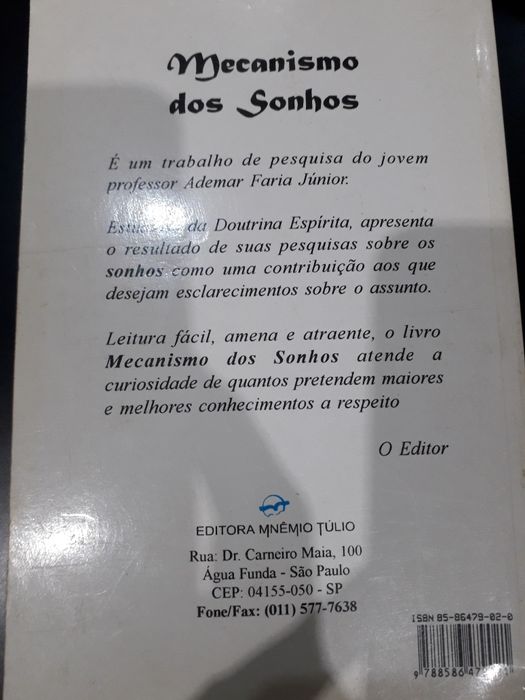 Mecanismo
dos Sonhos
É um trabalho de pesquisa do jovem
professor Ademar Faria Júnior.
da Doutrina Espírita, apresenta
o resultado de suas pesquisas sobre os
sonhos como uma contribuição aos que
desejam esclarecimentos sobre o assunto.
Leitura fácil, amena e atraente, o livro
Mecanismo dos Sonhos atende a
curiosidade de quantos pretendem maiores
e melhores conhecimentos a respeito
O Editor
EDITORA MNÊMIO TÚLIO
Rua: Dr. Carneiro Maia, 100
Água Funda - São Paulo
CEP: 04155-050 - SP
Fone/Fax: (011) 577-7638
ISBN 85-86479-02-0